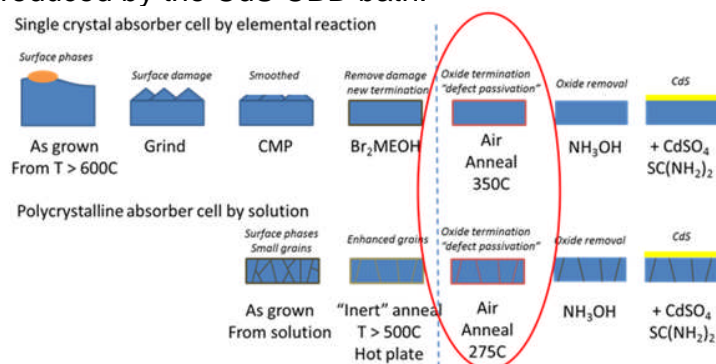 Single crystal absorber cell by elemental reaction
Surface phases
Surface damage
Smoothed
Remove damage
new termination
Oxide termination
"defect passivation"
Oxide removal
CdS
As grown
From T > 600C
Grind
CMP
Br₂MEOH
Air
Anneal
350C
NH₃OH
+ CdSO₄
SC(NH₂)₂
Polycrystalline absorber cell by solution
Surface phases
Small grains
Enhanced grains
Oxide termination
"defect passivation"
Oxide removal
CdS
As grown
From solution
"Inert" anneal
T > 500C
Hot plate
Air
Anneal
275C
NH₃OH
+ CdSO₄
SC(NH₂)₂